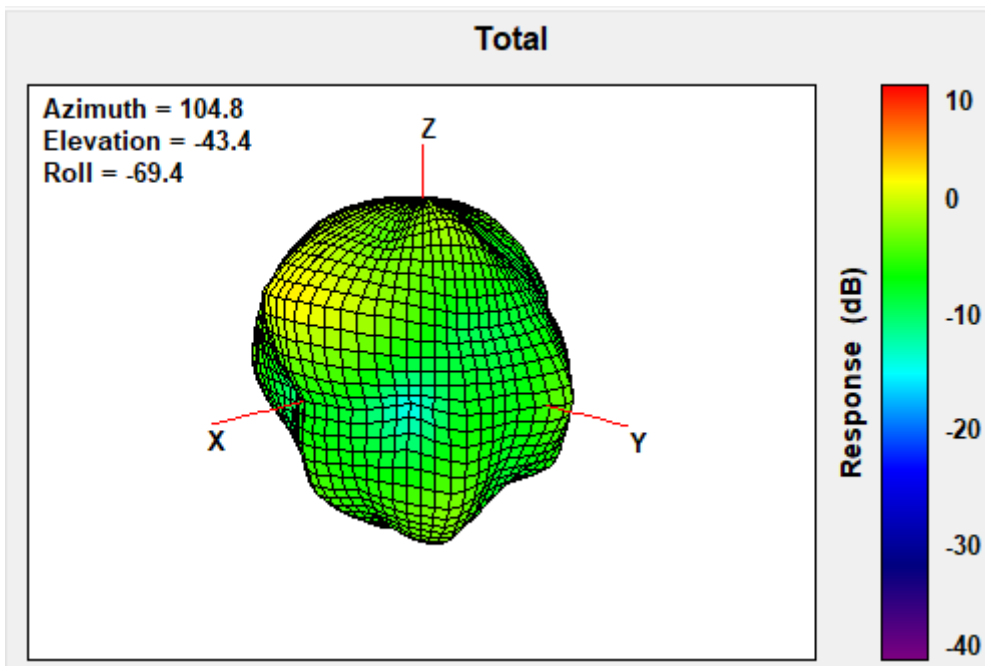 Total
Azimuth = 104.8
Elevation = -43.4
Roll = -69.4
Z
X
Y
10
0
-10
-20
-30
-40
Response (dB)